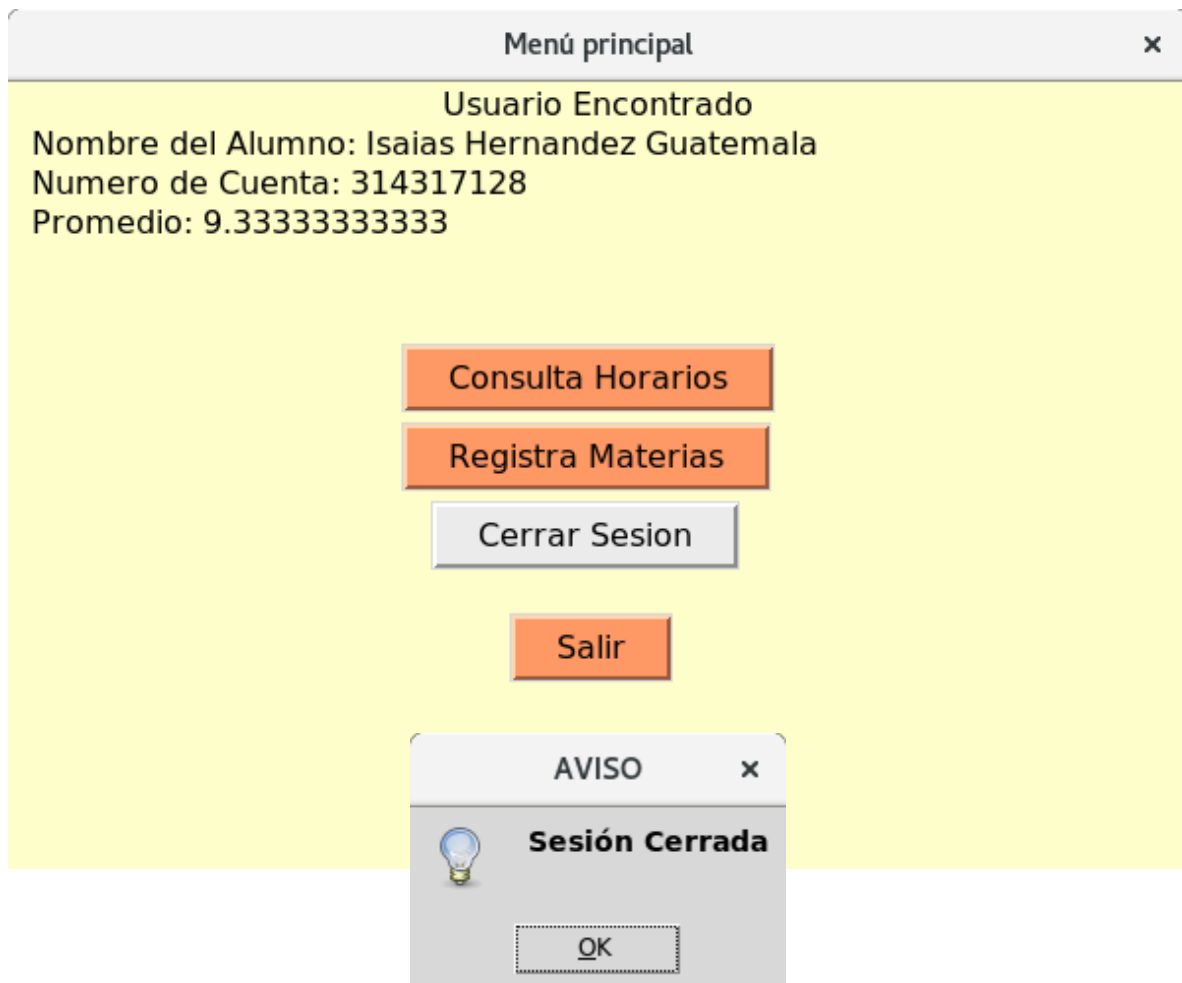 Menú principal
×
Usuario Encontrado
Nombre del Alumno: Isaias Hernandez Guatemala
Numero de Cuenta: 314317128
Promedio: 9.33333333333
Consulta Horarios
Registra Materias
Cerrar Sesion
Salir
AVISO
×
Sesión Cerrada
OK